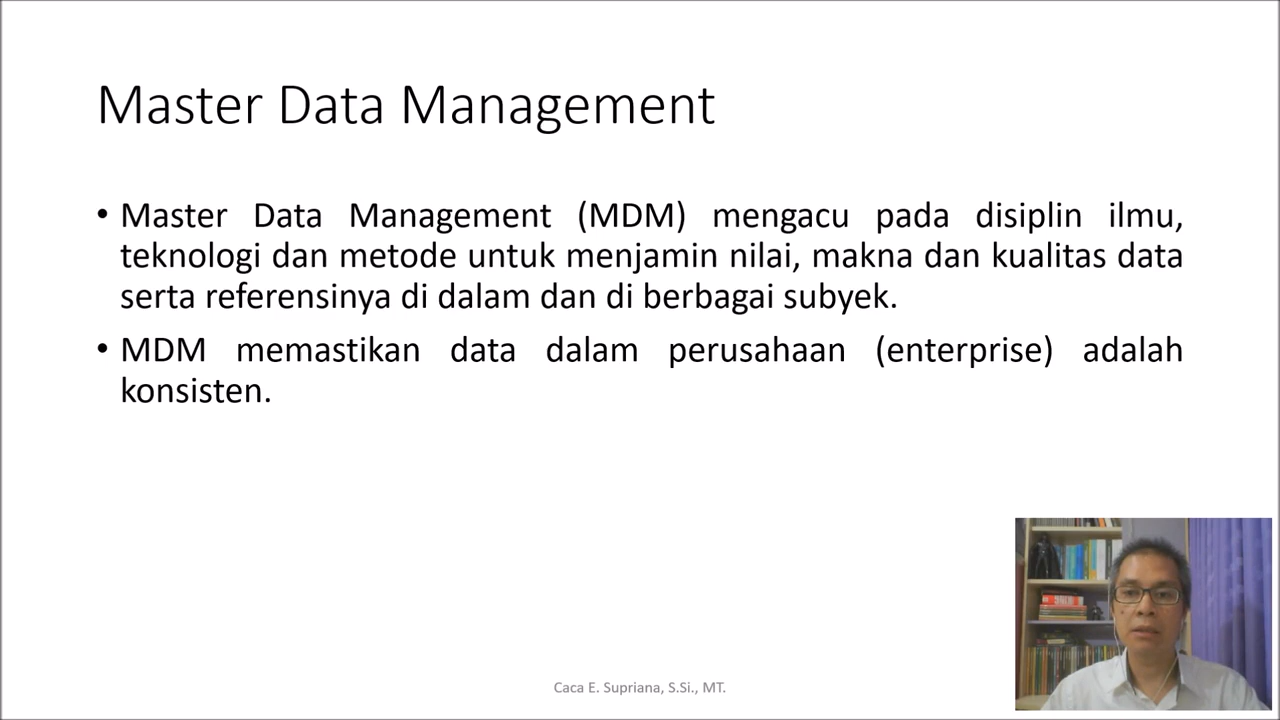 Master Data Management
• Master Data Management (MDM) mengacu pada disiplin ilmu,
teknologi dan metode untuk menjamin nilai, makna dan kualitas data
serta referensinya di dalam dan di berbagai subyek.
• MDM memastikan data dalam perusahaan (enterprise) adalah
konsisten.
Caca E. Supriana, S.Si., MT.